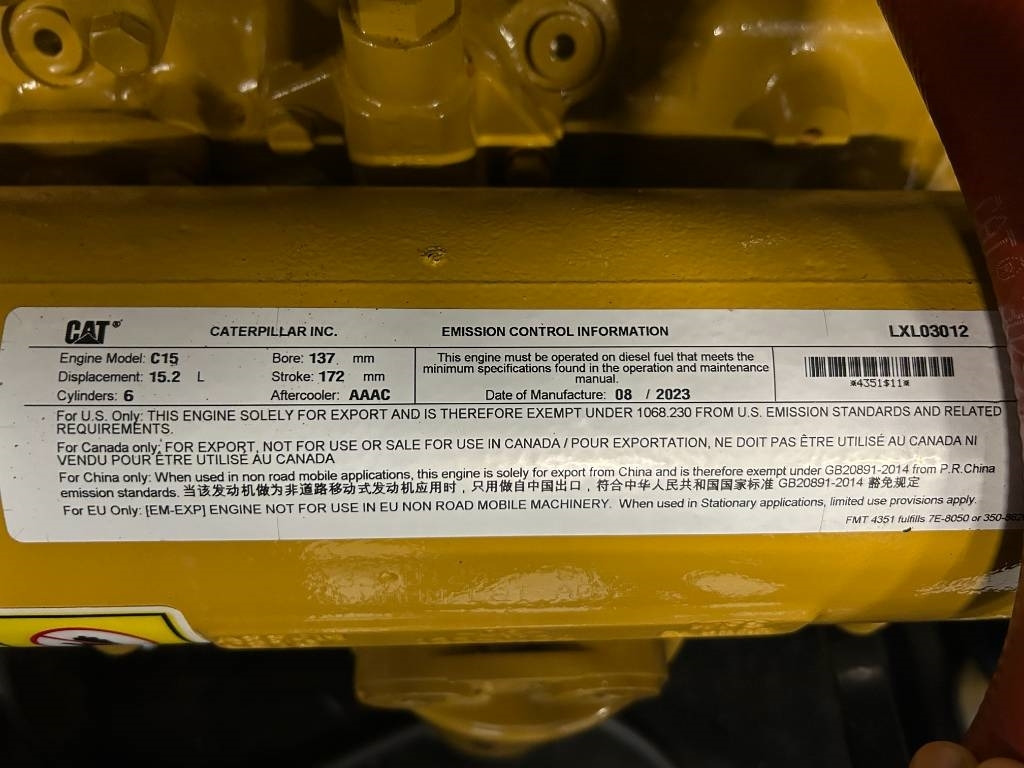 CAT® CATERPILLAR INC. EMISSION CONTROL INFORMATION LXL03012
Engine Model: C15 Bore: 137 mm
Displacement: 15.2 L Stroke: 172 mm
Cylinders: 6 Aftercooler: AAAC
This engine must be operated on diesel fuel that meets the
minimum specifications found in the operation and maintenance
manual.
Date of Manufacture: 08 / 2023
*4351$11*
For U.S. Only: THIS ENGINE SOLELY FOR EXPORT AND IS THEREFORE EXEMPT UNDER 1068.230 FROM U.S. EMISSION STANDARDS AND RELATED
REQUIREMENTS.
For Canada only: FOR EXPORT, NOT FOR USE OR SALE FOR USE IN CANADA / POUR EXPORTATION, NE DOIT PAS ÊTRE UTILISÉ AU CANADA NI
VENDU POUR ÊTRE UTILISÉ AU CANADA
For China only: When used in non road mobile applications, this engine is solely for export from China and is therefore exempt under GB20891-2014 from P.R.China
emission standards. 当该发动机做为非道路移动式发动机应用时，只用做自中国出口，符合中华人民共和国国家标准 GB20891-2014 豁免规定
For EU Only: [EM-EXP] ENGINE NOT FOR USE IN EU NON ROAD MOBILE MACHINERY. When used in Stationary applications, limited use provisions apply.
FMT 4351 fulfills 7E-8050 or